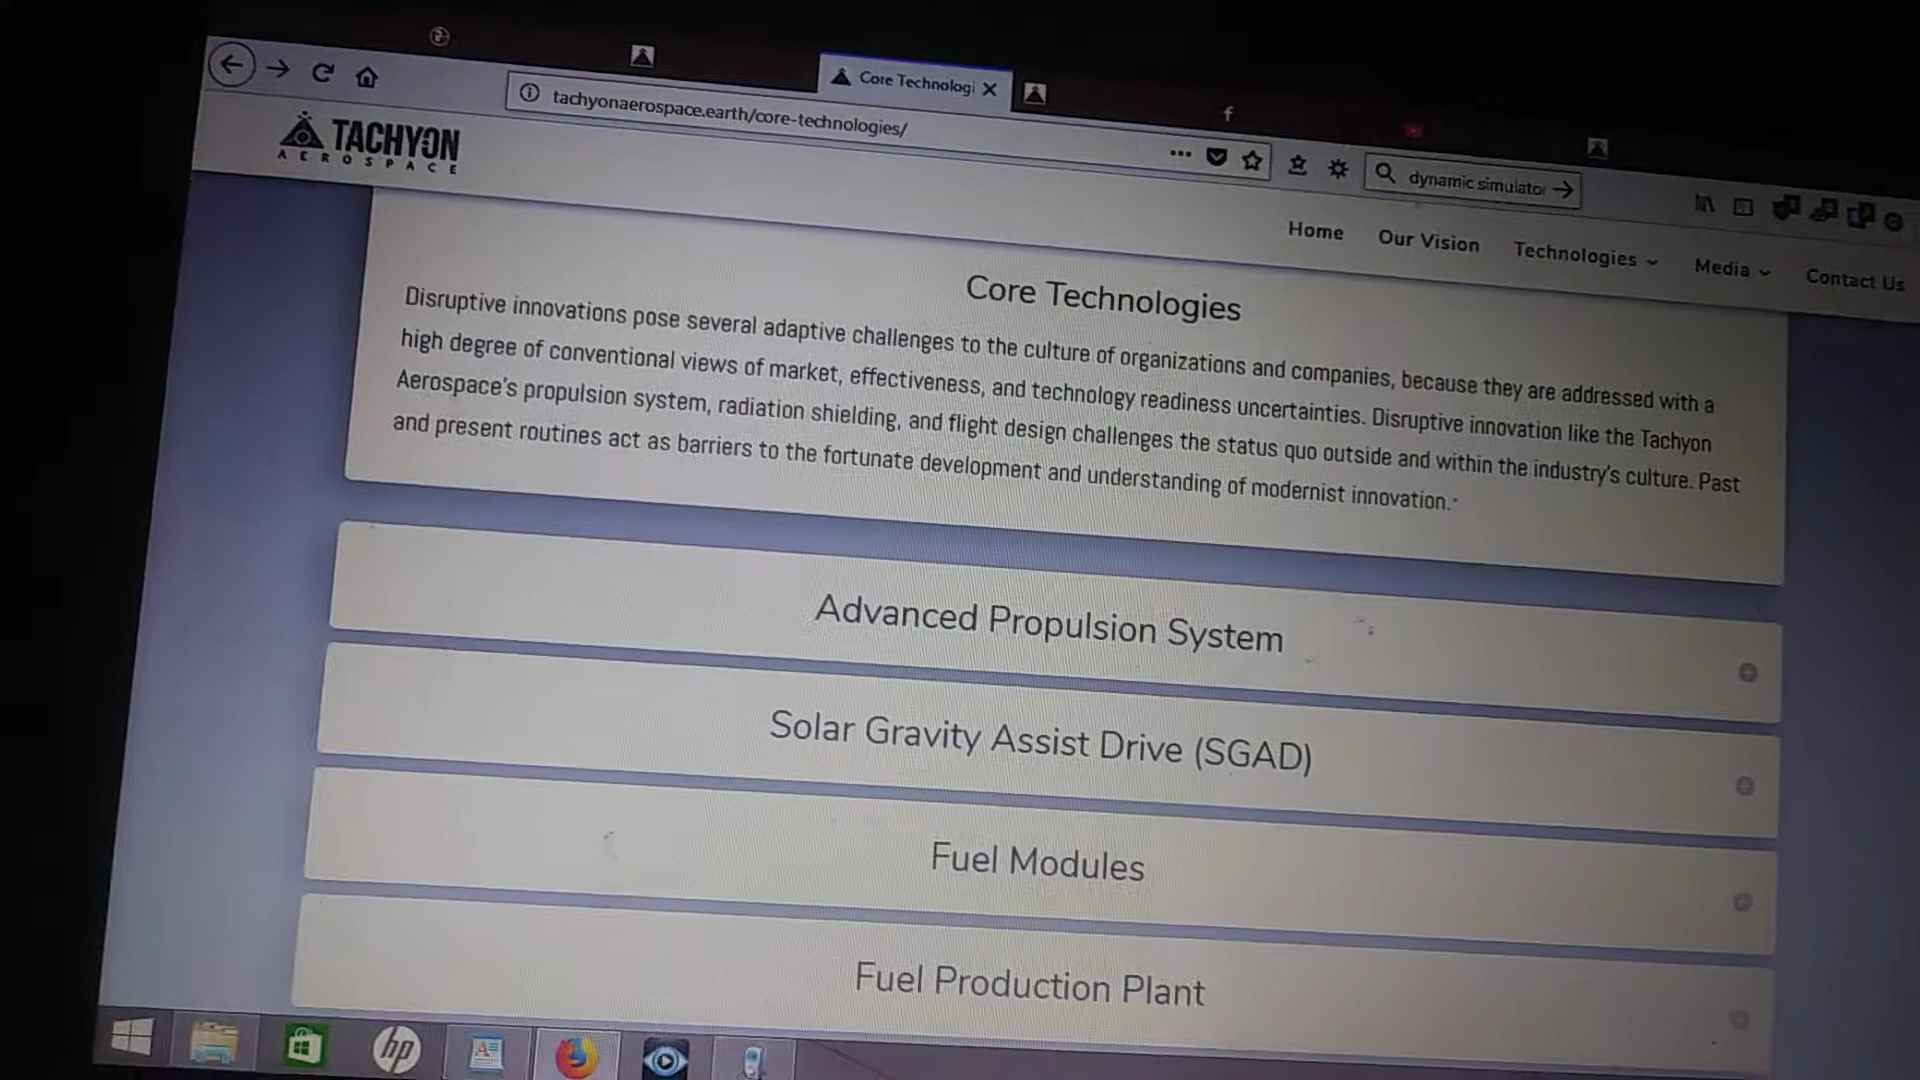 Core Technologi
tachyonaerospace.earth/core-technologies/
dynamic simulator
TACHYON
AEROSPACE
Home Our Vision Technologies Media Contact Us
Core Technologies
Disruptive innovations pose several adaptive challenges to the culture of organizations and companies, because they are addressed with a
high degree of conventional views of market, effectiveness, and technology readiness uncertainties. Disruptive innovation like the Tachyon
Aerospace's propulsion system, radiation shielding, and flight design challenges the status quo outside and within the industry's culture. Past
and present routines act as barriers to the fortunate development and understanding of modernist innovation.
Advanced Propulsion System
Solar Gravity Assist Drive (SGAD)
Fuel Modules
Fuel Production Plant
hp